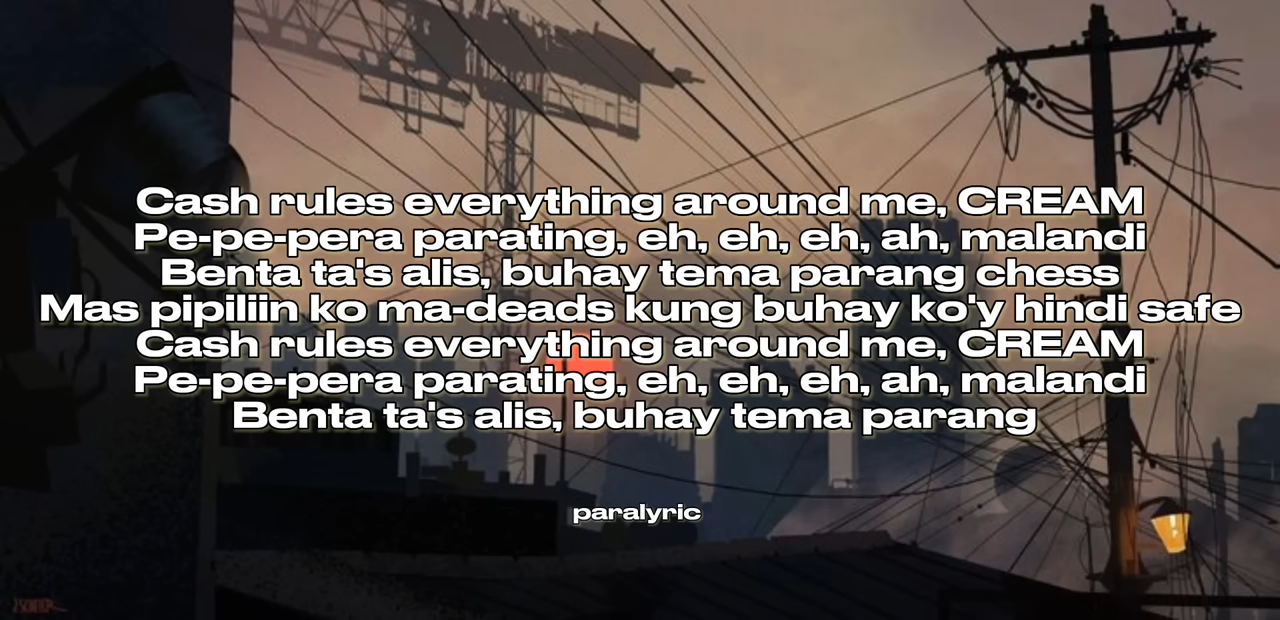 Cash rules everything around me, CREAM
Pe-pe-pera parating, eh, eh, eh, ah, malandi
Benta ta's alis, buhay tema parang chess
Mas pipiliin ko ma-deads kung buhay ko'y hindi safe
Cash rules everything around me, CREAM
Pe-pe-pera parating, eh, eh, eh, ah, malandi
Benta ta's alis, buhay tema parang
paralyric